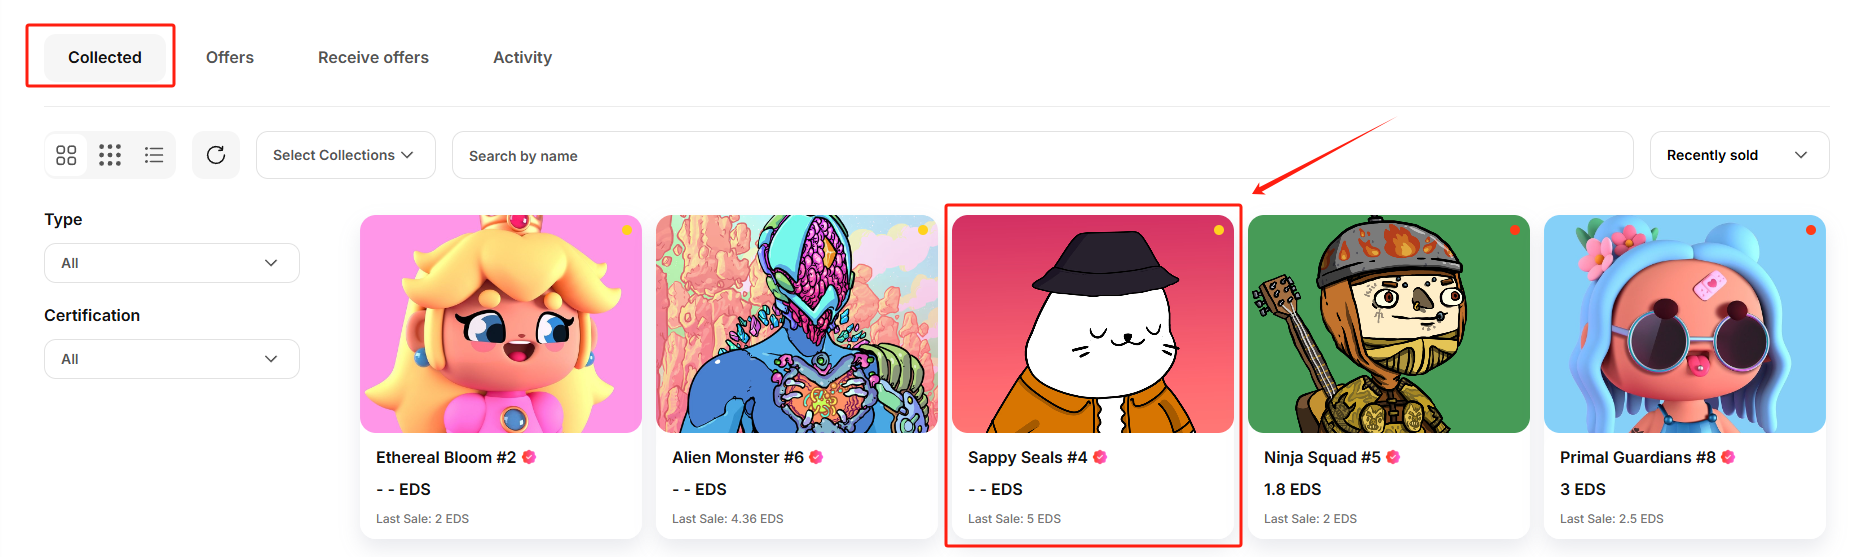 Collected Offers Receive offers Activity
Select Collections Search by name Recently sold
Type
All
Certification
All
Ethereal Bloom #2
- - EDS
Last Sale: 2 EDS
Alien Monster #6
- - EDS
Last Sale: 4.36 EDS
Sappy Seals #4
- - EDS
Last Sale: 5 EDS
Ninja Squad #5
1.8 EDS
Last Sale: 2 EDS
Primal Guardians #8
3 EDS
Last Sale: 2.5 EDS